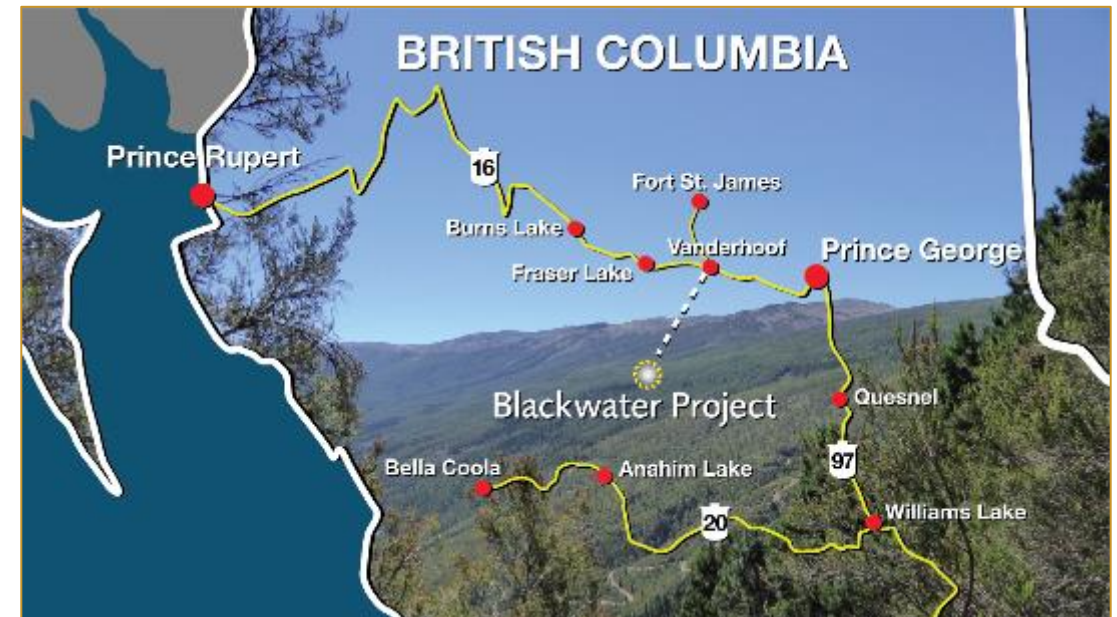 BRITISH COLUMBIA
Prince Rupert
16
Fort St. James
Burns Lake
Vanderhoof
Prince George
Fraser Lake
Blackwater Project
Quesnel
Bella Coola
Anahim Lake
97
Williams Lake
20